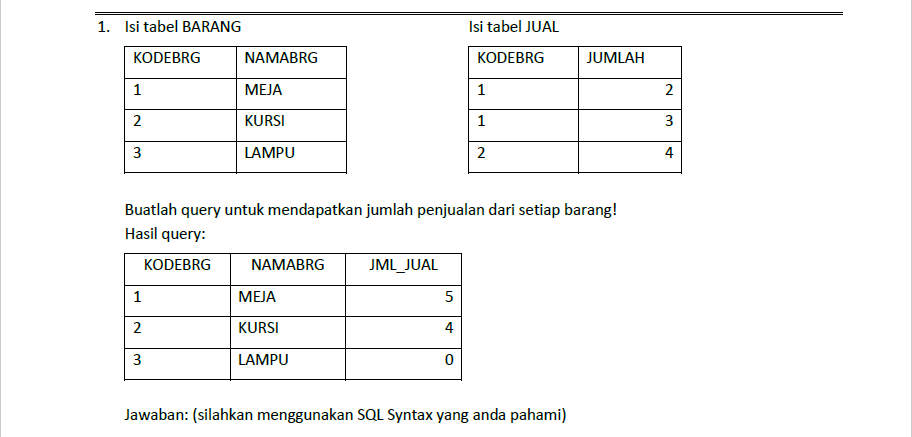 1. Isi tabel BARANG Isi tabel JUAL
KODEBRG NAMABRG KODEBRG JUMLAH
1 MEJA 1 2
2 KURSI 1 3
3 LAMPU 2 4
Buatlah query untuk mendapatkan jumlah penjualan dari setiap barang!
Hasil query:
KODEBRG NAMABRG JML_JUAL
1 MEJA 5
2 KURSI 4
3 LAMPU 0
Jawaban: (silahkan menggunakan SQL Syntax yang anda pahami)